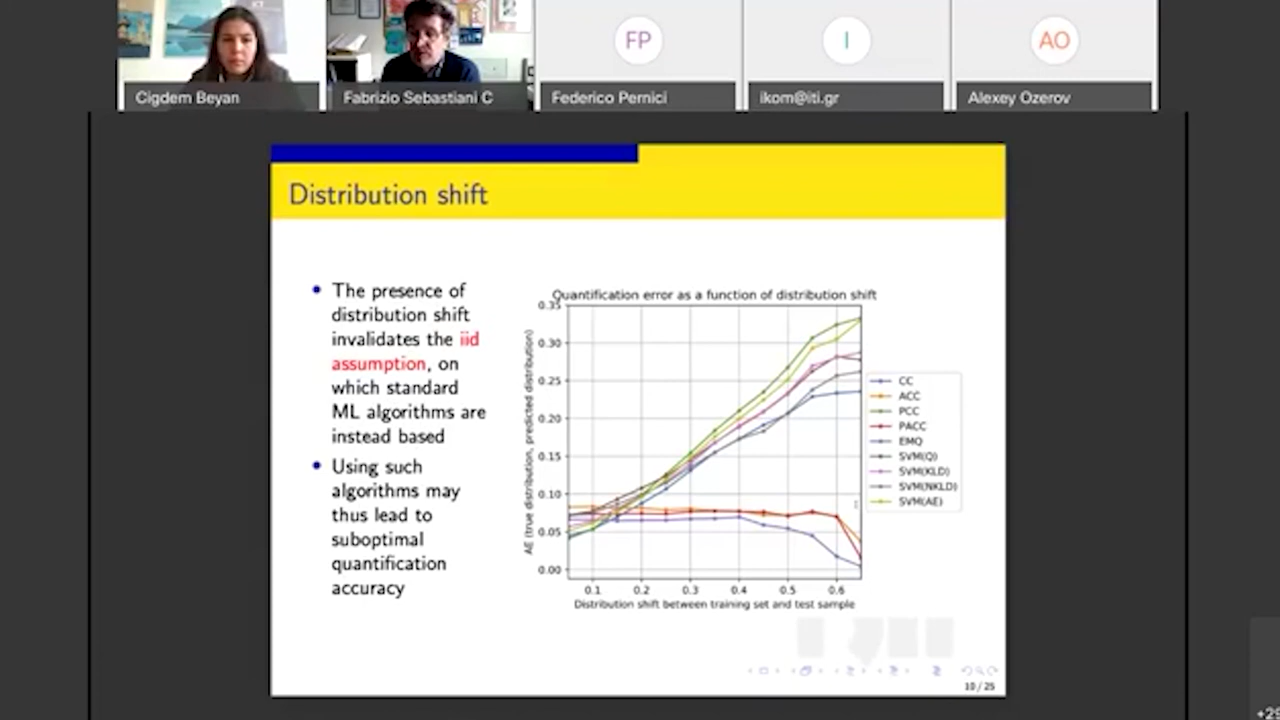 Cigdem Beyan
Fabrizio Sebastiani C
FP
Federico Pernici
I
ikom@iti.gr
AO
Alexey Ozerov
Distribution shift
The presence of
distribution shift
invalidates the iid
assumption, on
which standard
ML algorithms are
instead based
Using such
algorithms may
thus lead to
suboptimal
quantification
accuracy
Quantification error as a function of distribution shift
AE (true distribution, predicted distribution)
0.35
0.30
0.25
0.20
0.15
0.10
0.05
0.00
0.1 0.2 0.3 0.4 0.5 0.6
Distribution shift between training set and test sample
CC
ACC
PCC
PACC
EMQ
SVM(Q)
SVM(KLD)
SVM(NKLD)
SVM(AE)
10 / 25